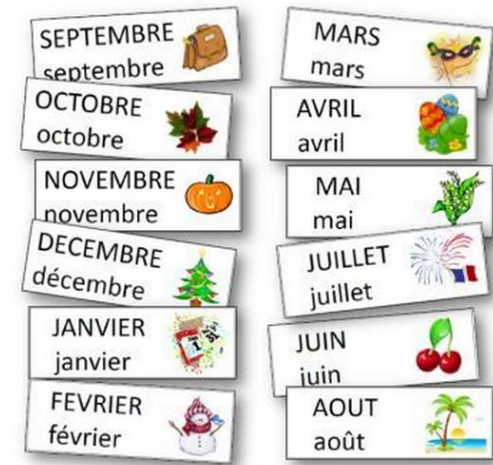 SEPTEMBRE
septembre
OCTOBRE
octobre
NOVEMBRE
novembre
DECEMBRE
décembre
JANVIER
janvier
FEVRIER
février
MARS
mars
AVRIL
avril
MAI
mai
JUILLET
juillet
JUIN
juin
AOUT
août